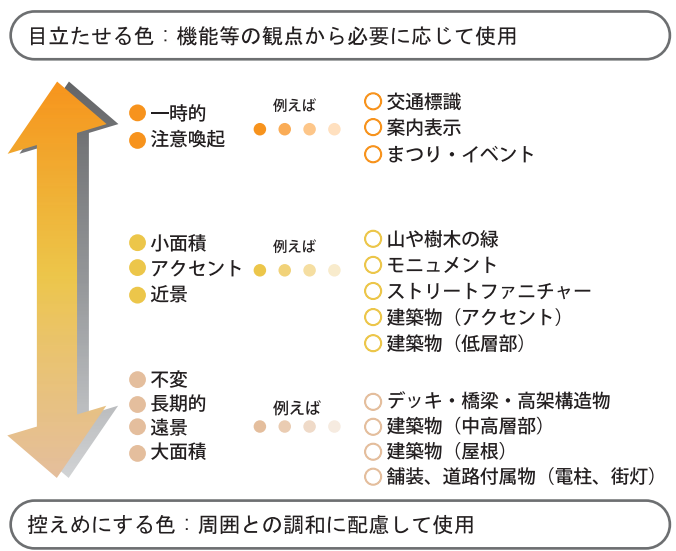 目立たせる色：機能等の観点から必要に応じて使用
一時的
注意喚起
例えば
交通標識
案内表示
まつり・イベント
小面積
アクセント
近景
例えば
山や樹木の緑
モニュメント
ストリートファニチャー
建築物（アクセント）
建築物（低層部）
不変
長期的
遠景
大面積
例えば
デッキ・橋梁・高架構造物
建築物（中高層部）
建築物（屋根）
舗装、道路付属物（電柱、街灯）
控えめにする色：周囲との調和に配慮して使用